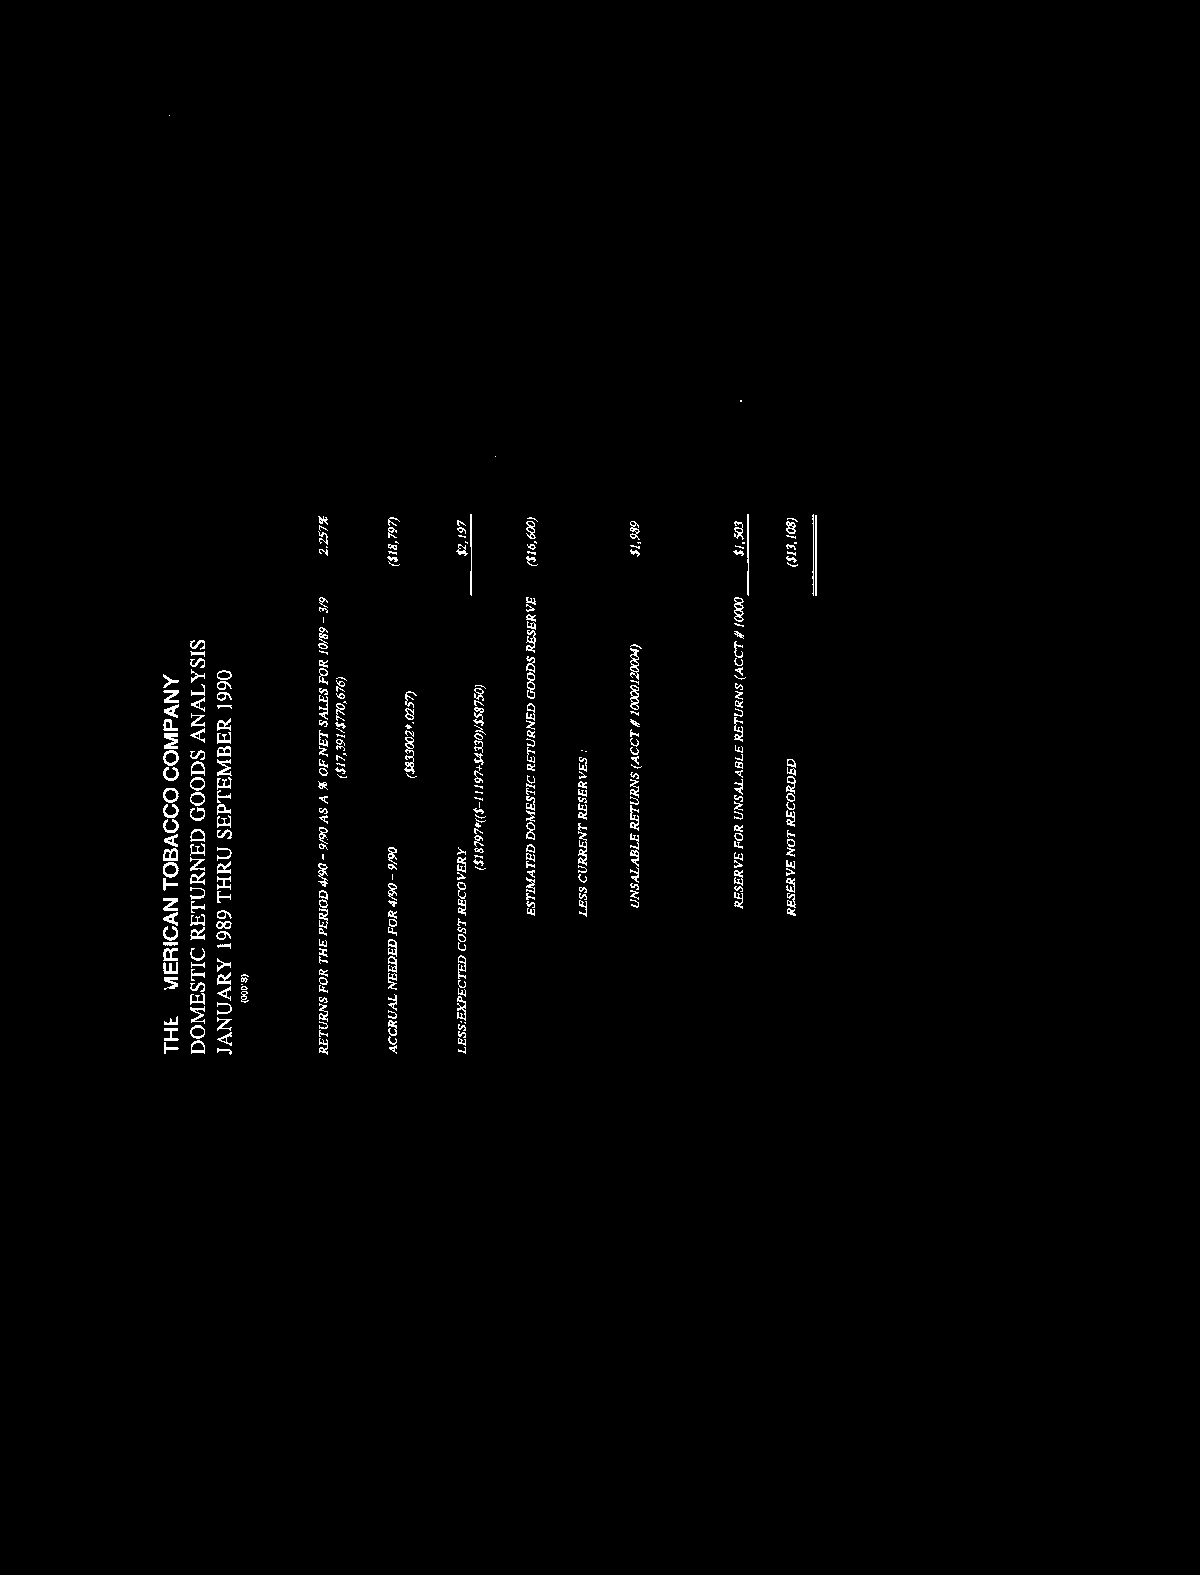 THE MERICAN TOBACCO COMPANY
DOMESTIC RETURNED GOODS ANALYSIS
JANUARY 1989 THRU SEPTEMBER 1990
(000'S)
RETURNS FOR THE PERIOD 4/90 - 9/90 AS A % OF NET SALES FOR 10/89 - 3/9 2.257%
($17,391/$770,676)
ACCRUAL NEEDED FOR 4/90 - 9/90 ($18,797)
($833002*.0257)
LESS:EXPECTED COST RECOVERY $2,197
($18797*(($-11197+$4330)/$58750)
ESTIMATED DOMESTIC RETURNED GOODS RESERVE ($16,600)
LESS CURRENT RESERVES :
UNSALABLE RETURNS (ACCT # 10000120004) $1,989
RESERVE FOR UNSALABLE RETURNS (ACCT # 10000 $1,503
RESERVE NOT RECORDED ($13,108)